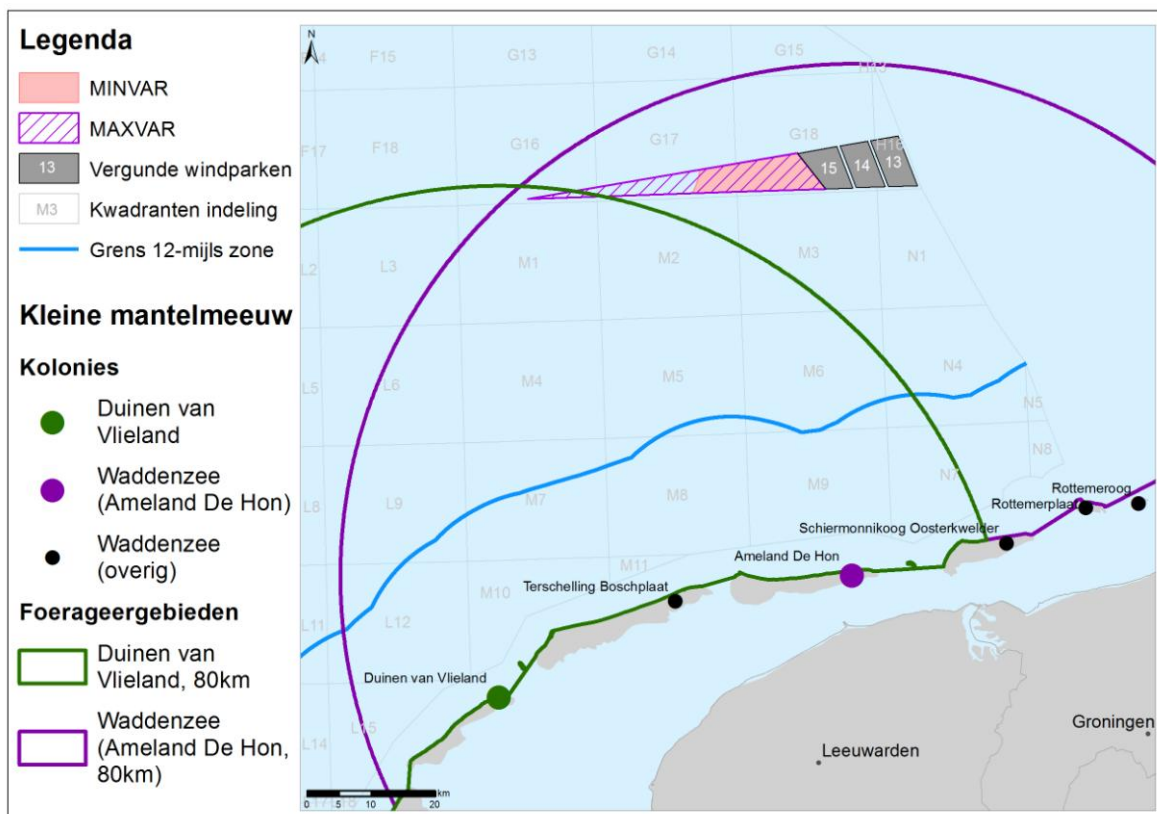 Legenda
MINVAR
MAXVAR
13
Vergunde windparken
M3
Kwadranten indeling
Grens 12-mijls zone
Kleine mantelmeeuw
Kolonies
Duinen van
Vlieland
Waddenzee
(Ameland De Hon)
Waddenzee
(overig)
Foerageergebieden
Duinen van
Vlieland, 80km
Waddenzee
(Ameland De Hon,
80km)
N
F15
G13
G14
G15
H13
F17
F18
G16
G17
G18
H16
15
14
13
L2
L3
M1
M2
M3
N1
L5
L6
M4
M5
M6
N4
N5
L8
L9
M7
M8
M9
N7
N8
Rottemeroog
Rottemerplaat
Schiermonnikoog Oosterkwelder
Ameland De Hon
M11
M10
Terschelling Boschplaat
L11
L12
Duinen van Vlieland
L15
L14
Groningen
Leeuwarden
km
0 5 10 20